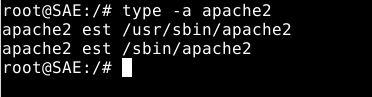 root@SAE:/# type -a apache2
apache2 est /usr/sbin/apache2
apache2 est /sbin/apache2
root@SAE:/#